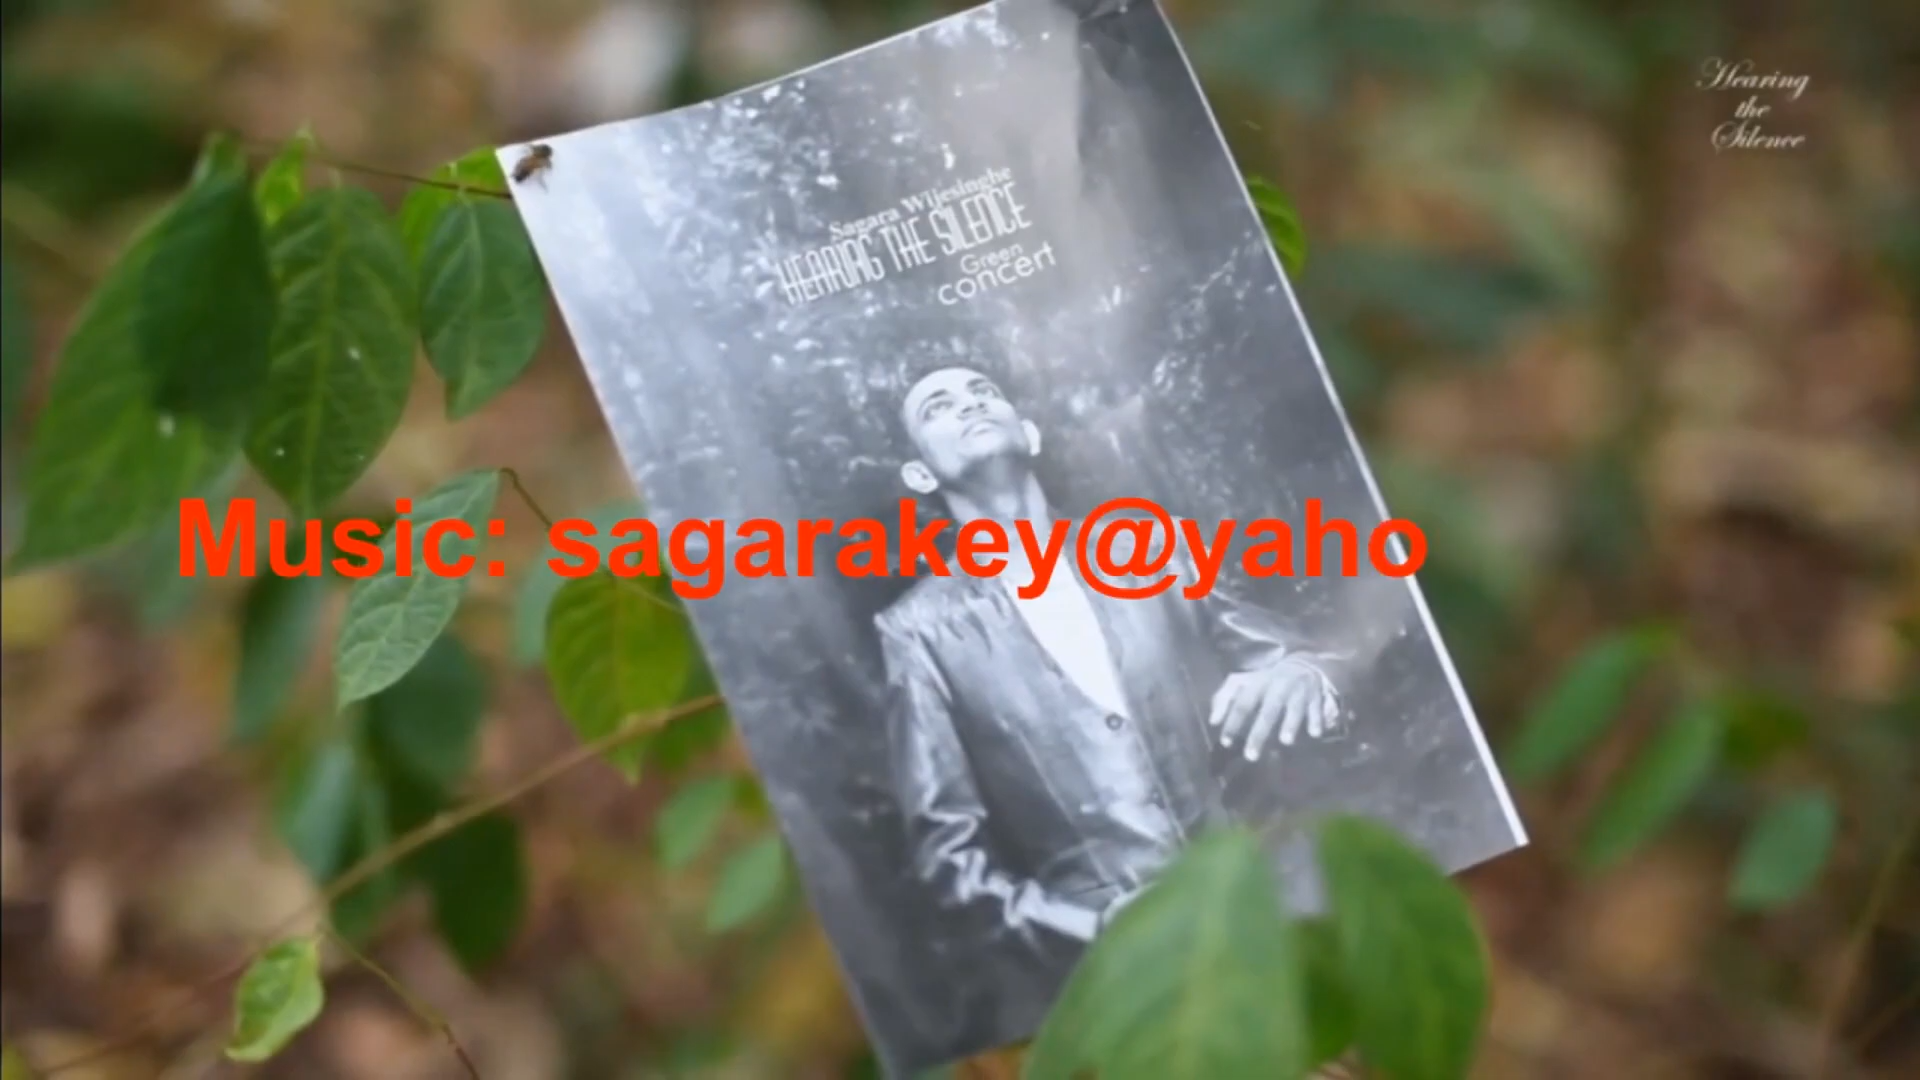 Hearing
the
Silence
Sagara Wijesinghe
HEARING THE SILENCE
Green
concert
Music: sagarakey@yaho